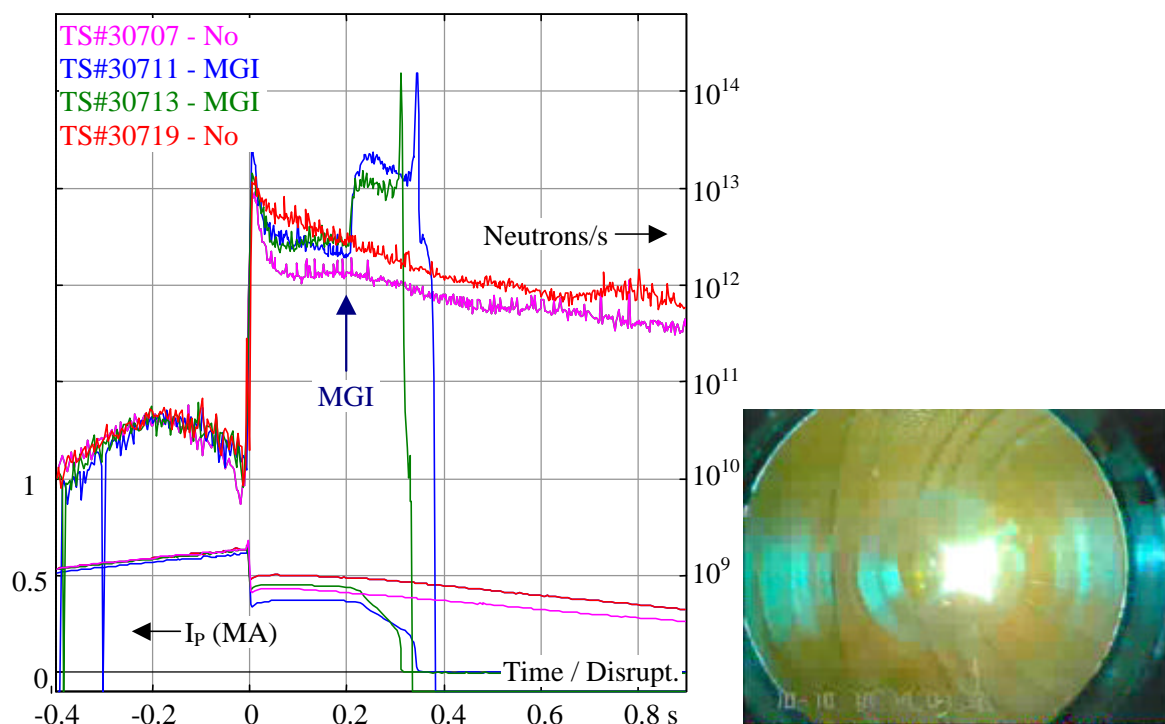 TS#30707 - No
TS#30711 - MGI
TS#30713 - MGI
TS#30719 - No
10^14
10^13
Neutrons/s →
10^12
MGI
10^11
10^10
1
10^9
0.5
← I_P (MA)
0
Time / Disrupt.
-0.4 -0.2 0 0.2 0.4 0.6 0.8 s